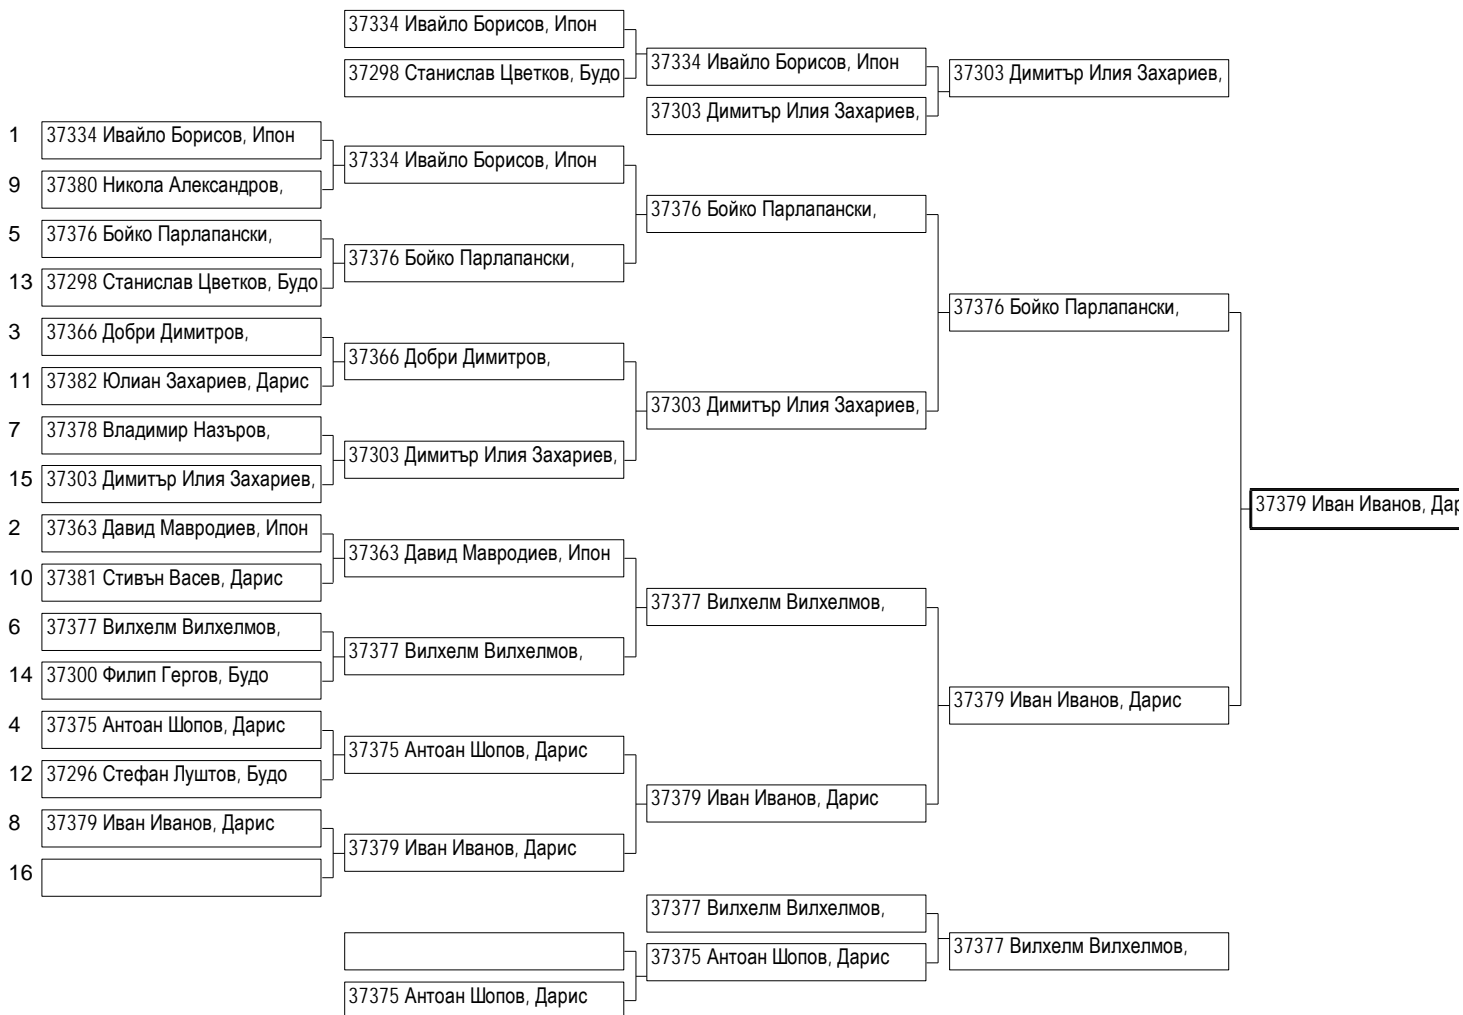 37334 Ивайло Борисов, Ипон
37298 Станислав Цветков, Будо
37334 Ивайло Борисов, Ипон
37303 Димитър Илия Захариев,
37303 Димитър Илия Захариев,
1 37334 Ивайло Борисов, Ипон
9 37380 Никола Александров,
5 37376 Бойко Парлапански,
13 37298 Станислав Цветков, Будо
3 37366 Добри Димитров,
11 37382 Юлиан Захариев, Дарис
7 37378 Владимир Назъров,
15 37303 Димитър Илия Захариев,
2 37363 Давид Мавродиев, Ипон
10 37381 Стивън Васев, Дарис
6 37377 Вилхелм Вилхелмов,
14 37300 Филип Гергов, Будо
4 37375 Антоан Шопов, Дарис
12 37296 Стефан Луштов, Будо
8 37379 Иван Иванов, Дарис
16
37334 Ивайло Борисов, Ипон
37376 Бойко Парлапански,
37366 Добри Димитров,
37303 Димитър Илия Захариев,
37363 Давид Мавродиев, Ипон
37377 Вилхелм Вилхелмов,
37375 Антоан Шопов, Дарис
37379 Иван Иванов, Дарис
37376 Бойко Парлапански,
37303 Димитър Илия Захариев,
37377 Вилхелм Вилхелмов,
37379 Иван Иванов, Дарис
37376 Бойко Парлапански,
37379 Иван Иванов, Дарис
37379 Иван Иванов,
37377 Вилхелм Вилхелмов,
37375 Антоан Шопов, Дарис
37375 Антоан Шопов, Дарис
37377 Вилхелм Вилхелмов,